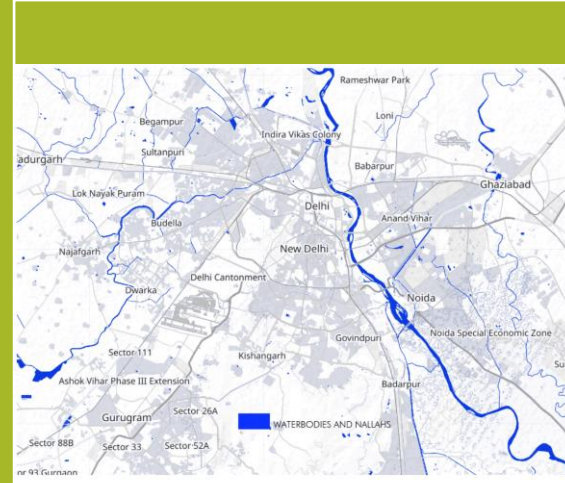 Rameshwar Park
Begampur
Loni
Indira Vikas Colony
Sultanpuri
adurgarh
Babarpur
Ghaziabad
Lok Nayak Puram
Delhi
Anand Vihar
Budella
Najafgarh
New Delhi
Delhi Cantonment
Dwarka
Noida
Govindpuri
Noida Special Economic Zone
Sector 111
Kishangarh
Su
Ashok Vihar Phase III Extension
Badarpur
Gurugram
Sector 26A
WATERBODIES AND NALLAHS
Sector 88B
Sector 33
Sector 52A
or 93 Gurgaon